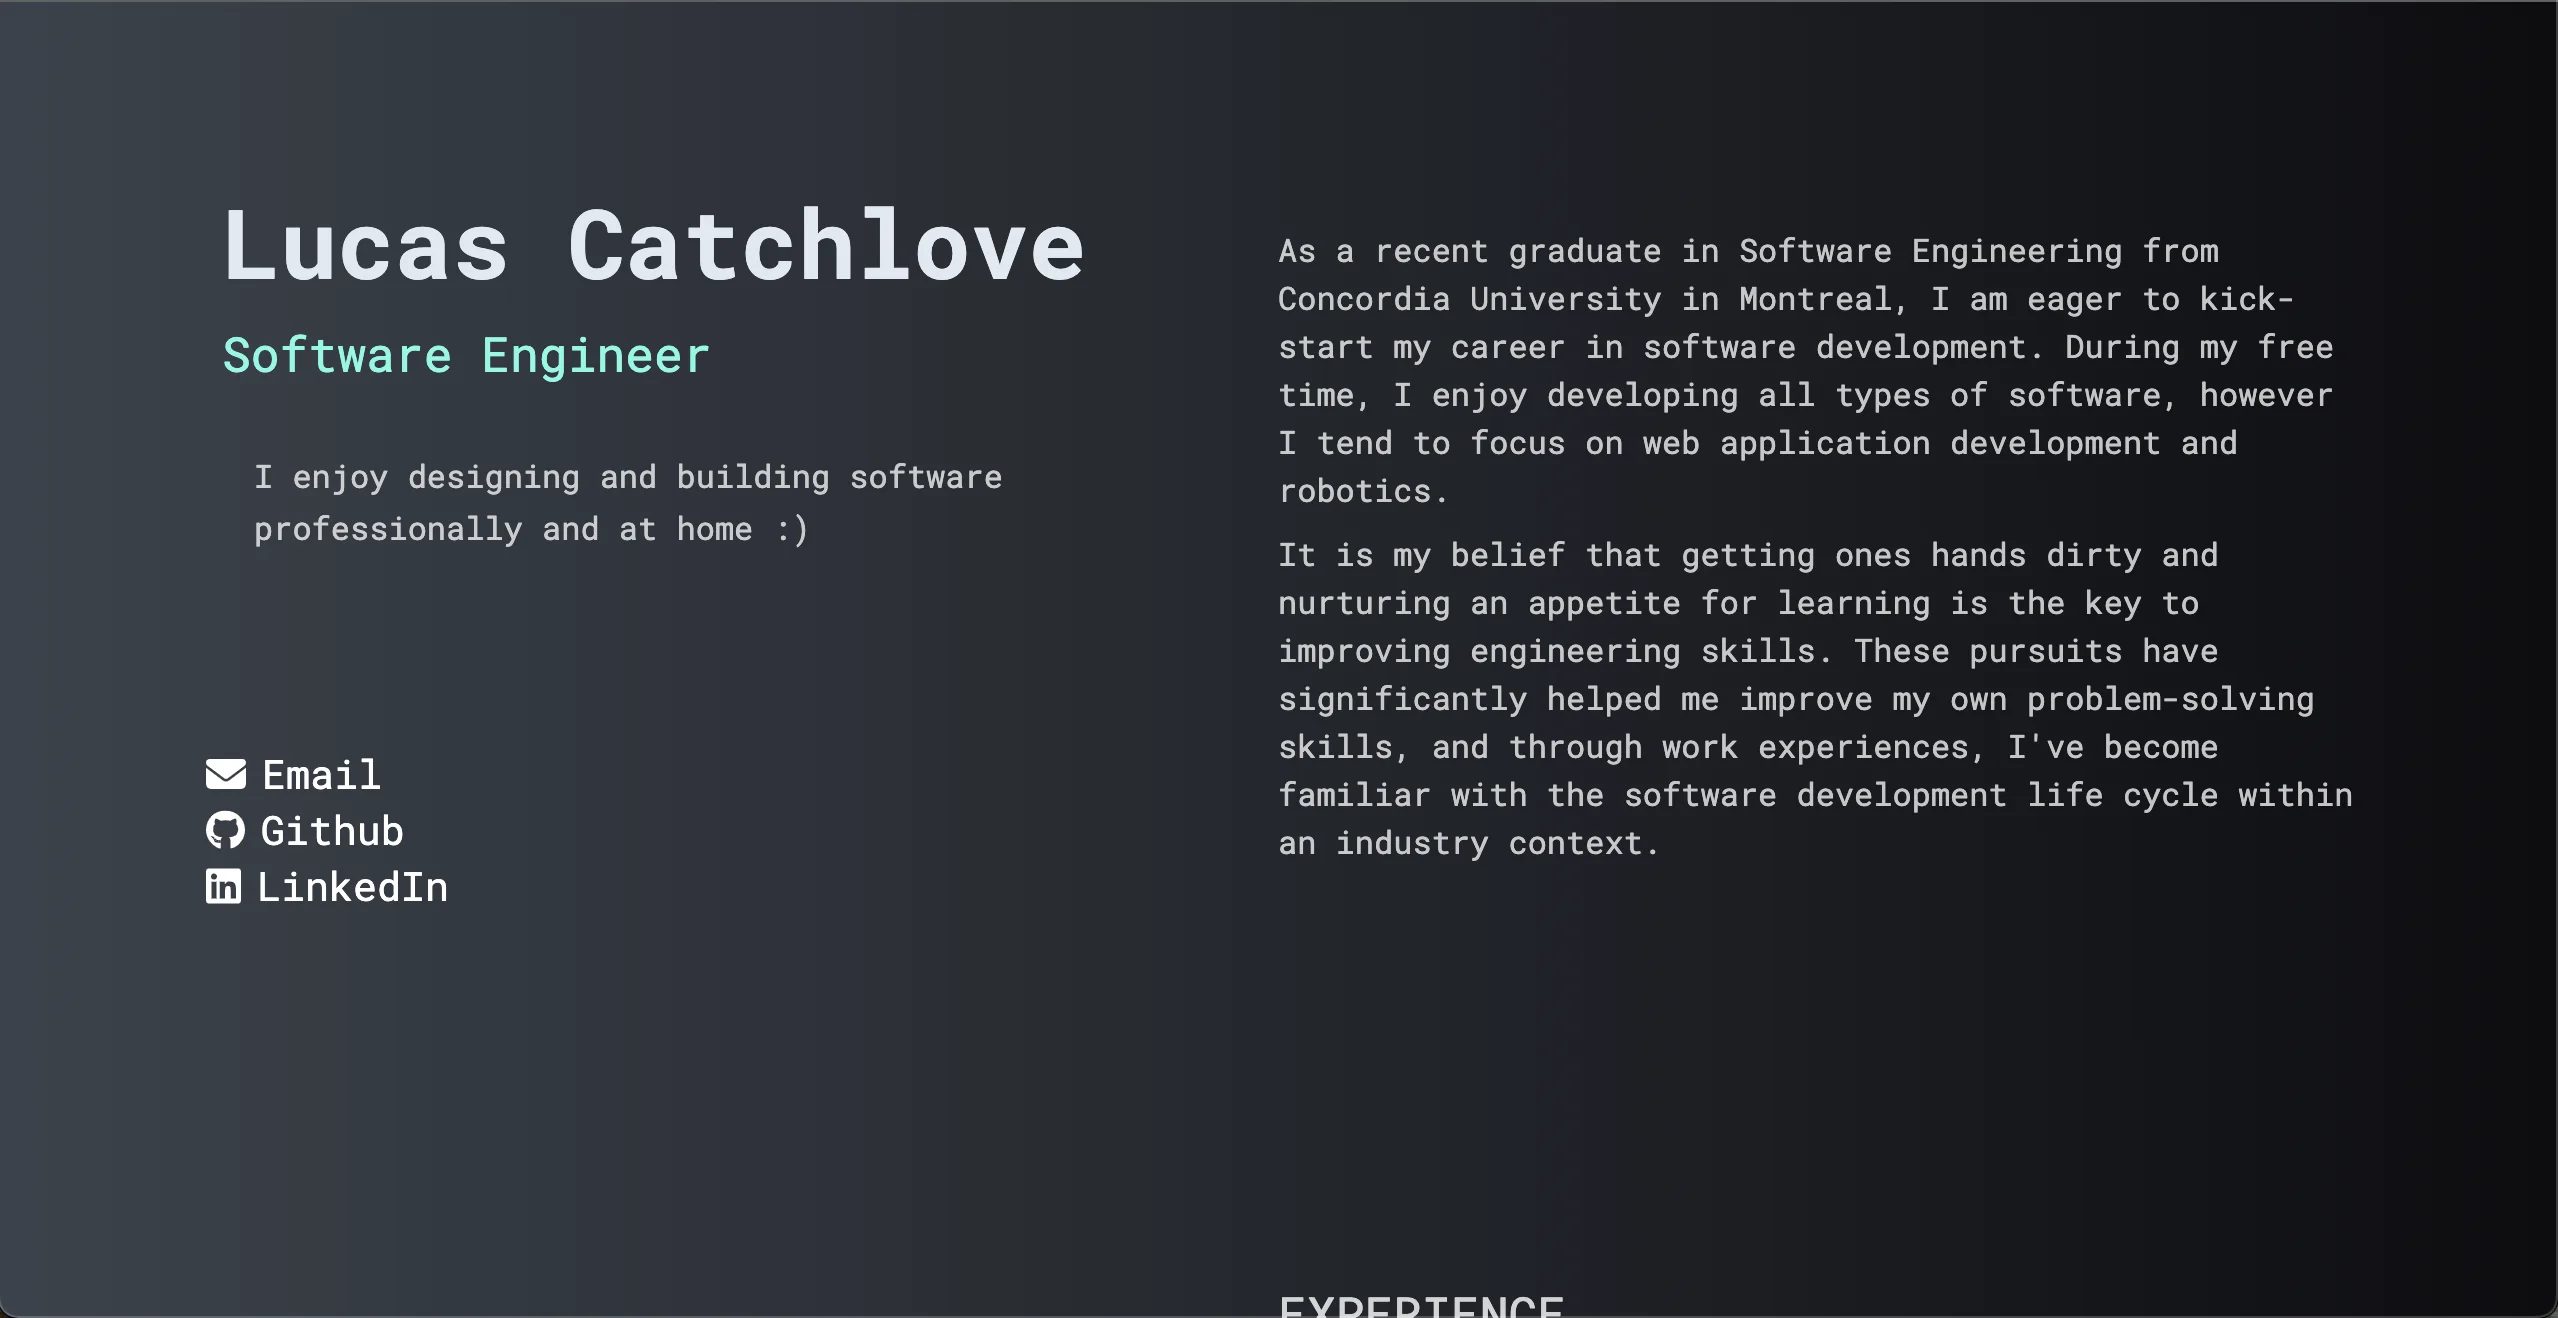 Lucas Catchlove
Software Engineer
I enjoy designing and building software
professionally and at home :)
Email
Github
LinkedIn
As a recent graduate in Software Engineering from
Concordia University in Montreal, I am eager to kick-
start my career in software development. During my free
time, I enjoy developing all types of software, however
I tend to focus on web application development and
robotics.
It is my belief that getting ones hands dirty and
nurturing an appetite for learning is the key to
improving engineering skills. These pursuits have
significantly helped me improve my own problem-solving
skills, and through work experiences, I've become
familiar with the software development life cycle within
an industry context.
EXPERIENCE